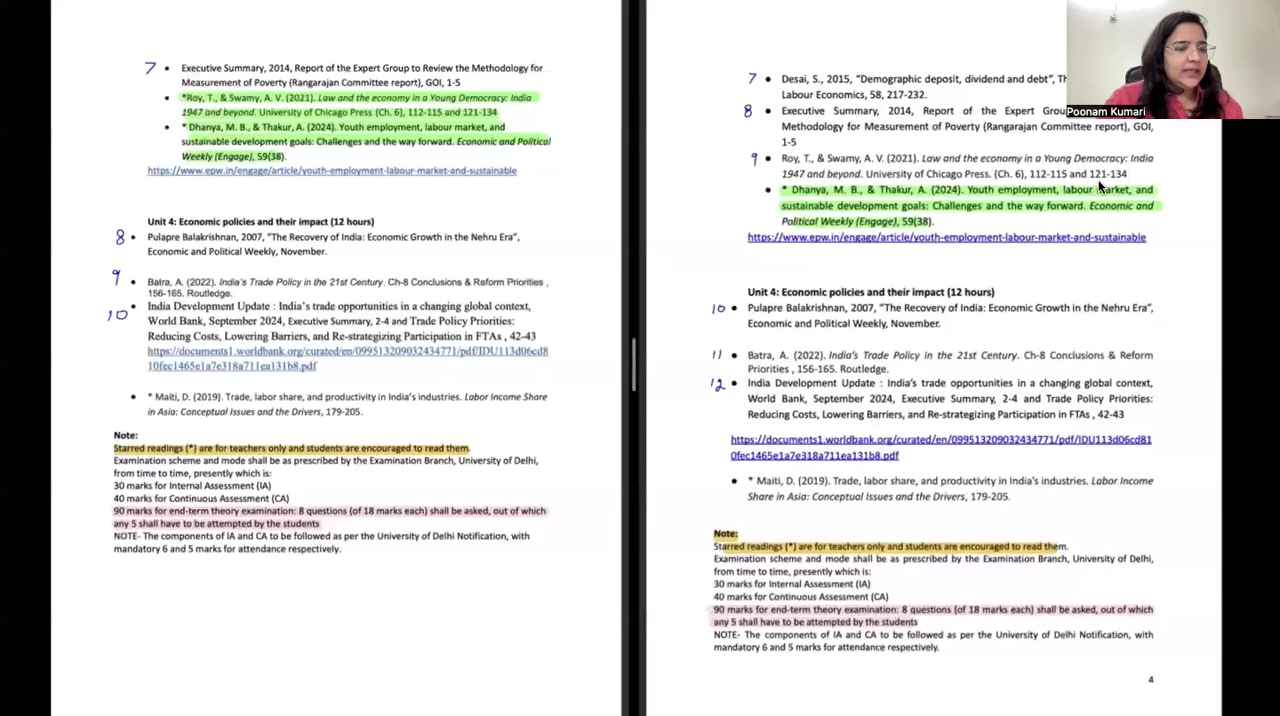 7 • Executive Summary, 2014, Report of the Expert Group to Review the Methodology for
Measurement of Poverty (Rangarajan Committee report), GOI, 1-5
• *Roy, T., & Swamy, A. V. (2021). Law and the economy in a Young Democracy: India
1947 and beyond. University of Chicago Press (Ch. 6), 112-115 and 121-134
• * Dhanya, M. B., & Thakur, A. (2024). Youth employment, labour market, and
sustainable development goals: Challenges and the way forward. Economic and Political
Weekly (Engage), 59(38).
https://www.epw.in/engage/article/youth-employment-labour-market-and-sustainable
Unit 4: Economic policies and their impact (12 hours)
8 • Pulapre Balakrishnan, 2007, "The Recovery of India: Economic Growth in the Nehru Era",
Economic and Political Weekly, November.
9 • Batra, A. (2022). India's Trade Policy in the 21st Century. Ch-8 Conclusions & Reform Priorities ,
156-165. Routledge.
10 • India Development Update : India's trade opportunities in a changing global context,
World Bank, September 2024, Executive Summary, 2-4 and Trade Policy Priorities:
Reducing Costs, Lowering Barriers, and Re-strategizing Participation in FTAs , 42-43
https://documents1.worldbank.org/curated/en/099513209032434771/pdf/IDU113d06cd8
10fec1465e1a7e318a711ea131b8.pdf
• * Maiti, D. (2019). Trade, labor share, and productivity in India's industries. Labor Income Share
in Asia: Conceptual Issues and the Drivers, 179-205.
Note:
Starred readings (*) are for teachers only and students are encouraged to read them.
Examination scheme and mode shall be as prescribed by the Examination Branch, University of Delhi,
from time to time, presently which is:
30 marks for Internal Assessment (IA)
40 marks for Continuous Assessment (CA)
90 marks for end-term theory examination: 8 questions (of 18 marks each) shall be asked, out of which
any 5 shall have to be attempted by the students
NOTE- The components of IA and CA to be followed as per the University of Delhi Notification, with
mandatory 6 and 5 marks for attendance respectively.
7 • Desai, S., 2015, "Demographic deposit, dividend and debt", Th
Labour Economics, 58, 217-232.
8 • Executive Summary, 2014, Report of the Expert Grou
Methodology for Measurement of Poverty (Rangarajan Committee report), GOI,
1-5
9 • Roy, T., & Swamy, A. V. (2021). Law and the economy in a Young Democracy: India
1947 and beyond. University of Chicago Press. (Ch. 6), 112-115 and 121-134
• * Dhanya, M. B., & Thakur, A. (2024). Youth employment, labour market, and
sustainable development goals: Challenges and the way forward. Economic and
Political Weekly (Engage), 59(38).
https://www.epw.in/engage/article/youth-employment-labour-market-and-sustainable
Unit 4: Economic policies and their impact (12 hours)
10 • Pulapre Balakrishnan, 2007, "The Recovery of India: Economic Growth in the Nehru Era",
Economic and Political Weekly, November.
11 • Batra, A. (2022). India's Trade Policy in the 21st Century. Ch-8 Conclusions & Reform
Priorities , 156-165. Routledge.
12 • India Development Update : India's trade opportunities in a changing global context,
World Bank, September 2024, Executive Summary, 2-4 and Trade Policy Priorities:
Reducing Costs, Lowering Barriers, and Re-strategizing Participation in FTAs , 42-43
https://documents1.worldbank.org/curated/en/099513209032434771/pdf/IDU113d06cd81
0fec1465e1a7e318a711ea131b8.pdf
• * Maiti, D. (2019). Trade, labor share, and productivity in India's industries. Labor Income
Share in Asia: Conceptual Issues and the Drivers, 179-205.
Note:
Starred readings (*) are for teachers only and students are encouraged to read them.
Examination scheme and mode shall be as prescribed by the Examination Branch, University of Delhi,
from time to time, presently which is:
30 marks for Internal Assessment (IA)
40 marks for Continuous Assessment (CA)
90 marks for end-term theory examination: 8 questions (of 18 marks each) shall be asked, out of which
any 5 shall have to be attempted by the students
NOTE- The components of IA and CA to be followed as per the University of Delhi Notification, with
mandatory 6 and 5 marks for attendance respectively.
4
Poonam Kumari